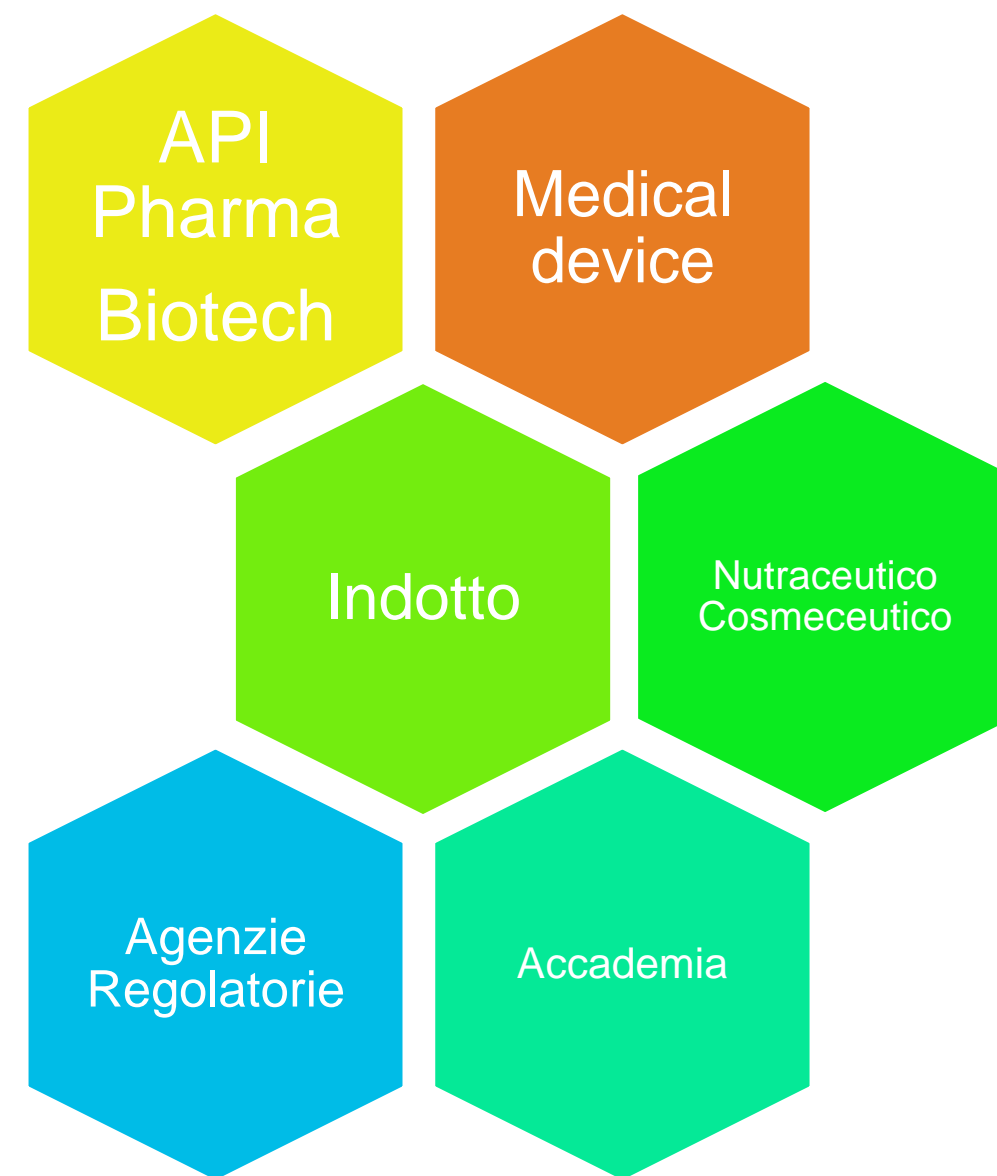 API
Pharma
Biotech
Medical
device
Indotto
Nutraceutico
Cosmeceutico
Agenzie
Regolatorie
Accademia